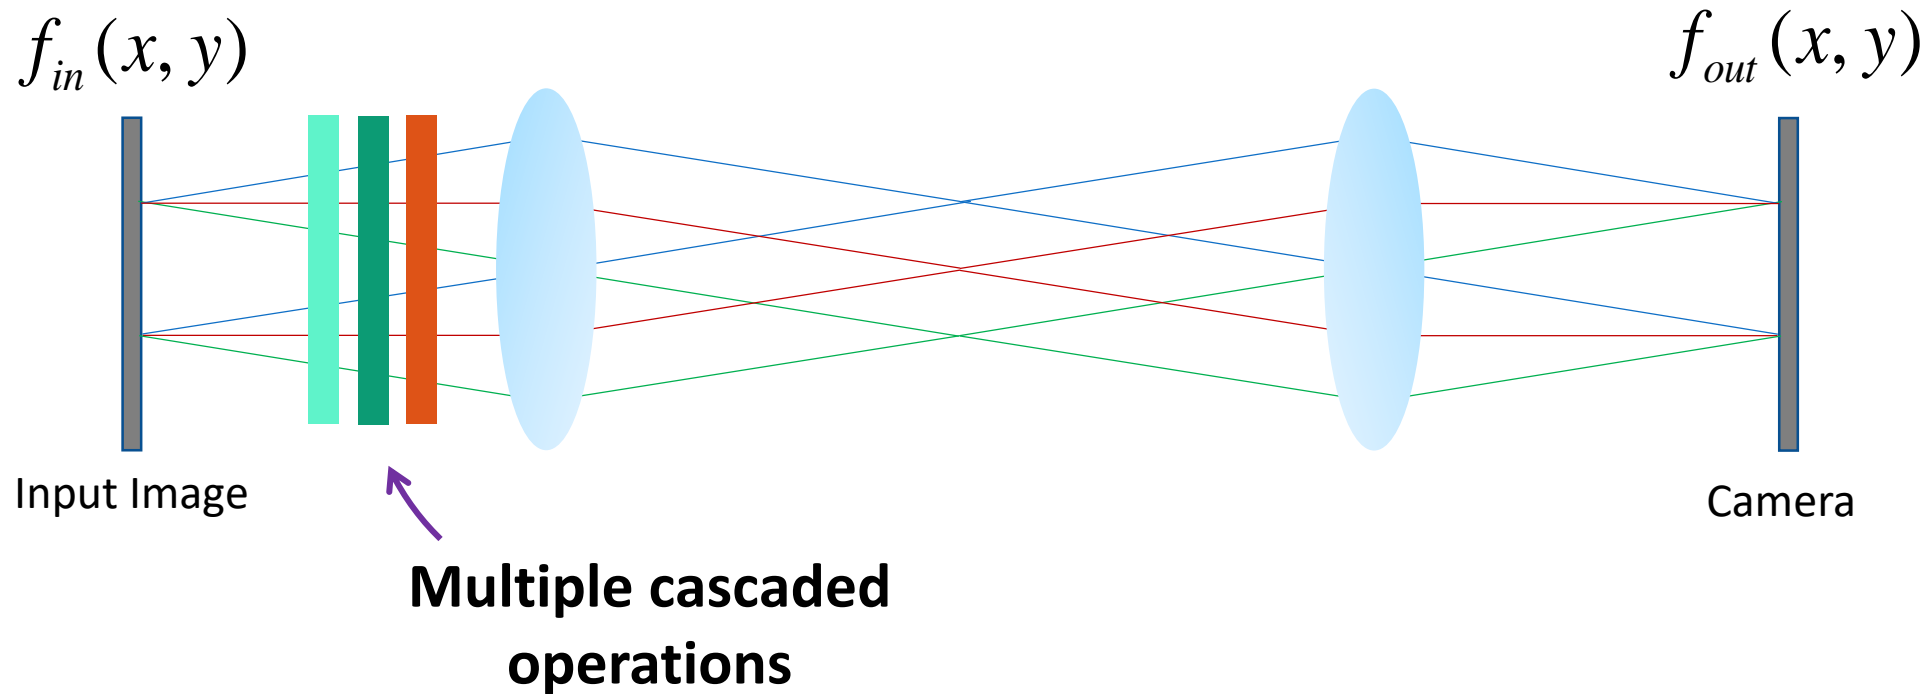 f_in(x, y)
f_out(x, y)
Input Image
Camera
Multiple cascaded
operations